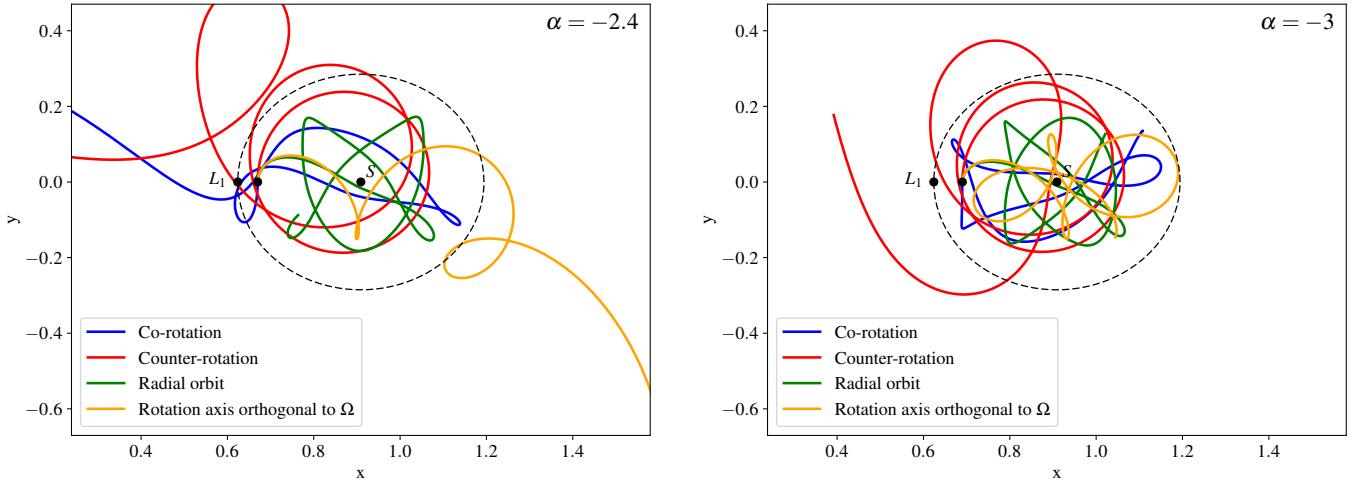 α = −2.4
0.4
0.2
0.0
−0.2
−0.4
−0.6
y
L1
S
Co-rotation
Counter-rotation
Radial orbit
Rotation axis orthogonal to Ω
0.4 0.6 0.8 1.0 1.2 1.4
x
α = −3
0.4
0.2
0.0
−0.2
−0.4
−0.6
y
L1
S
Co-rotation
Counter-rotation
Radial orbit
Rotation axis orthogonal to Ω
0.4 0.6 0.8 1.0 1.2 1.4
x